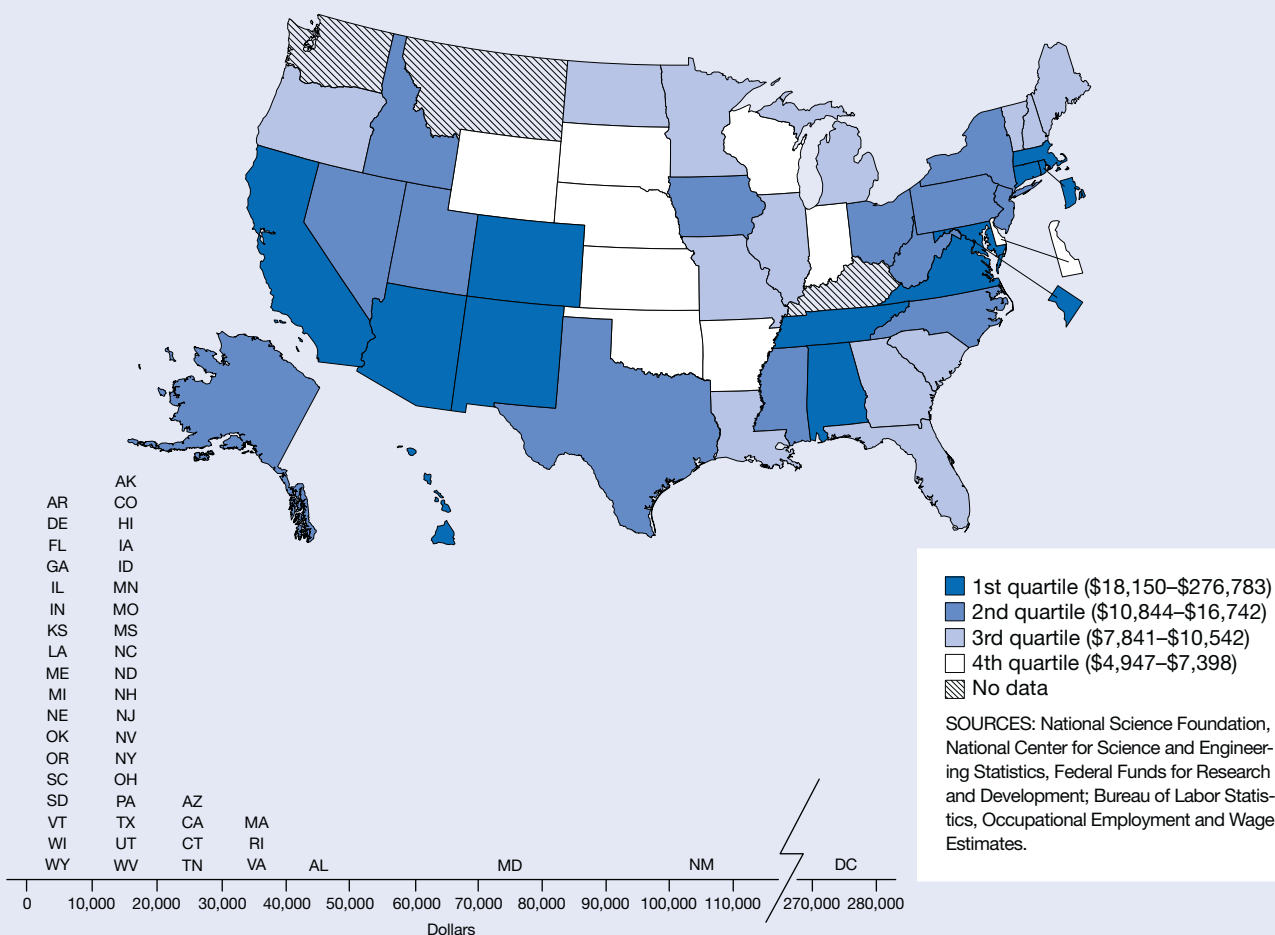 AK
AR CO
DE HI
FL IA
GA ID
IL MN
IN MO
KS MS
LA NC
ME ND
MI NH
NE NJ
OK NV
OR NY
SC OH
SD PA AZ
VT TX CA MA
WI UT CT RI
WY WV TN VA AL MD NM DC
0 10,000 20,000 30,000 40,000 50,000 60,000 70,000 80,000 90,000 100,000 110,000 270,000 280,000
Dollars
1st quartile ($18,150–$276,783)
2nd quartile ($10,844–$16,742)
3rd quartile ($7,841–$10,542)
4th quartile ($4,947–$7,398)
No data
SOURCES: National Science Foundation,
National Center for Science and Engineer-
ing Statistics, Federal Funds for Research
and Development; Bureau of Labor Statis-
tics, Occupational Employment and Wage
Estimates.